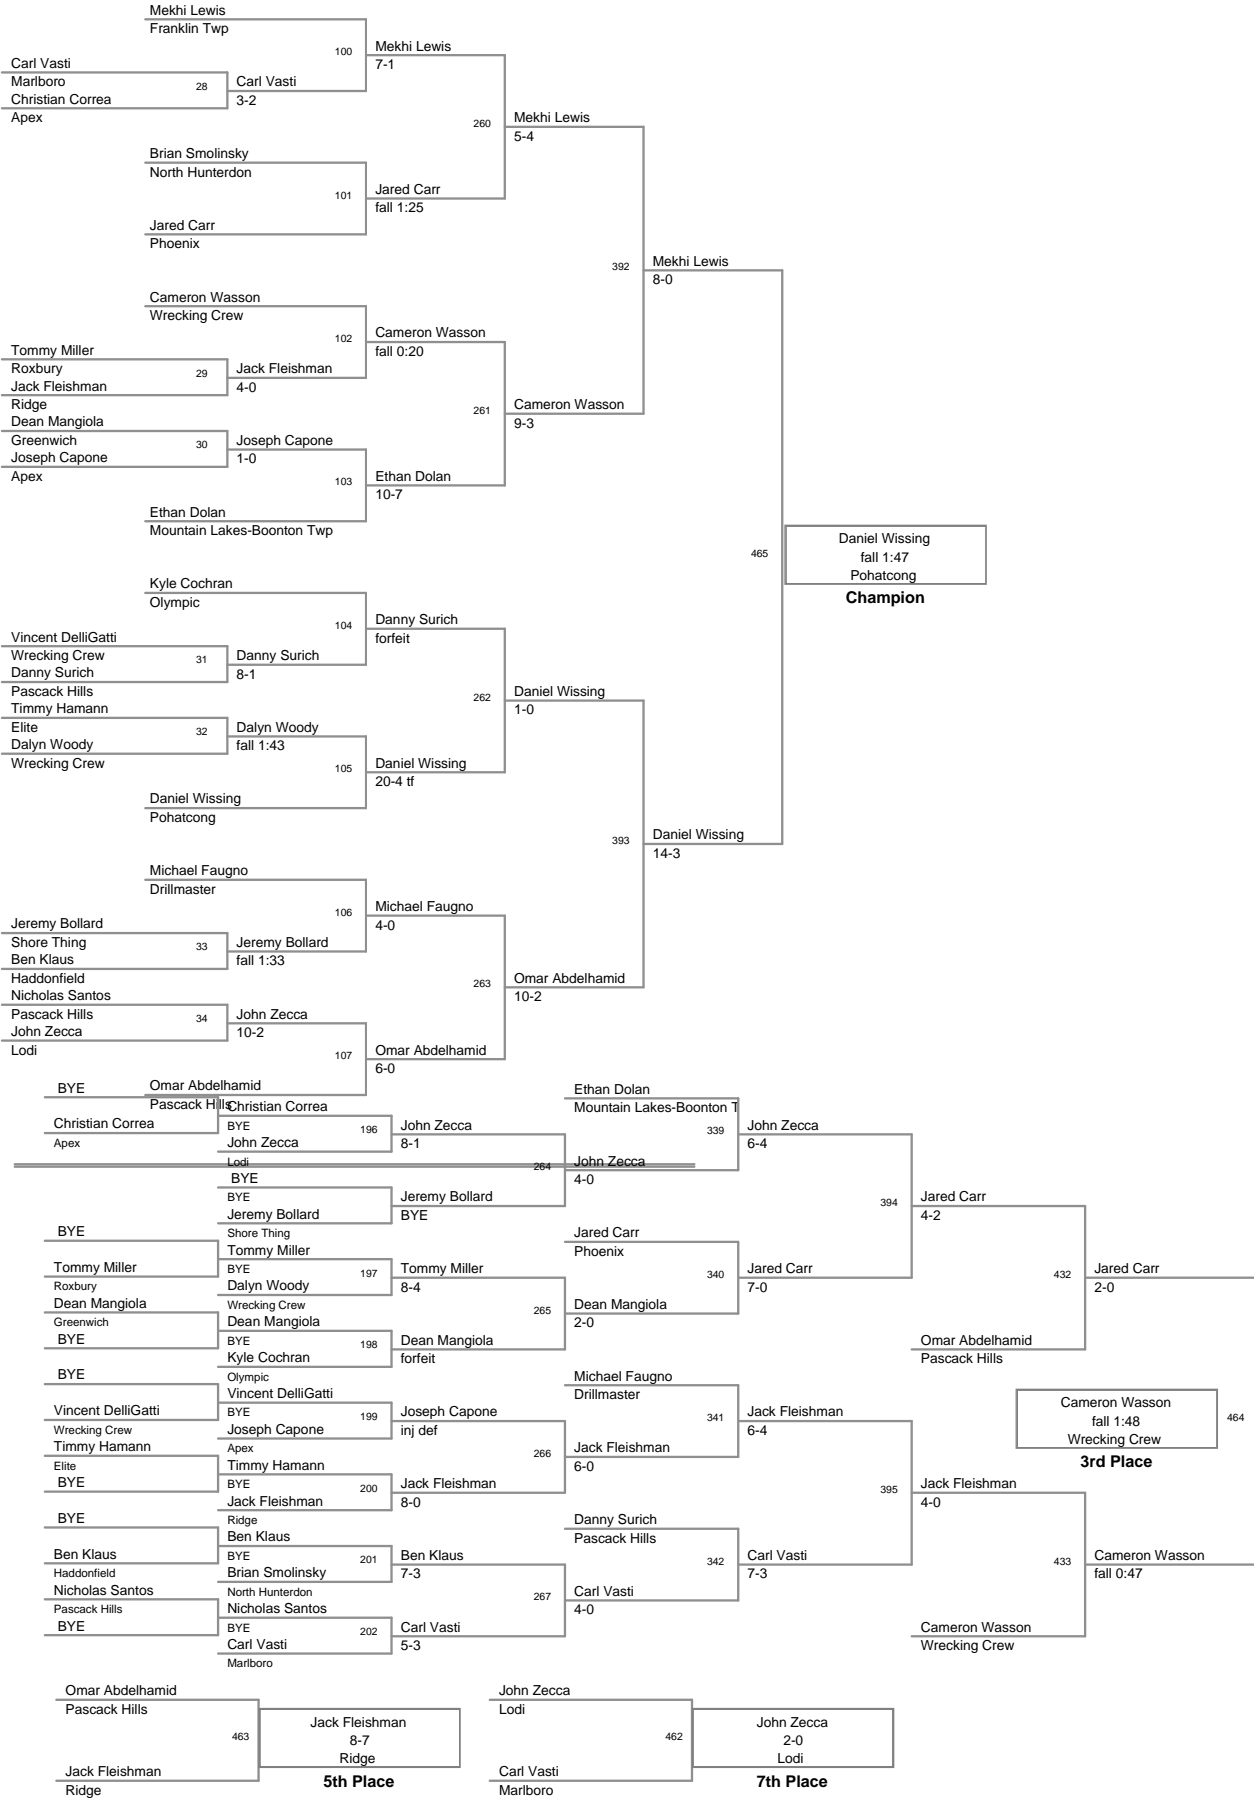 Mekhi Lewis
Franklin Twp
100
Mekhi Lewis
7-1
Carl Vasti
Marlboro
28
Carl Vasti
Christian Correa
3-2
Apex
260
Mekhi Lewis
5-4
Brian Smolinsky
North Hunterdon
101
Jared Carr
fall 1:25
Jared Carr
Phoenix
392
Mekhi Lewis
8-0
Cameron Wasson
Wrecking Crew
102
Cameron Wasson
fall 0:20
Tommy Miller
Roxbury
29
Jack Fleishman
Jack Fleishman
4-0
Ridge
261
Cameron Wasson
9-3
Dean Mangiola
Greenwich
30
Joseph Capone
Joseph Capone
1-0
Apex
103
Ethan Dolan
10-7
Ethan Dolan
Mountain Lakes-Boonton Twp
465
Daniel Wissing
fall 1:47
Pohatcong
Champion
Kyle Cochran
Olympic
104
Danny Surich
forfeit
Vincent DelliGatti
Wrecking Crew
31
Danny Surich
Danny Surich
8-1
Pascack Hills
262
Daniel Wissing
1-0
Timmy Hamann
Elite
32
Dalyn Woody
Dalyn Woody
fall 1:43
Wrecking Crew
105
Daniel Wissing
20-4 tf
Daniel Wissing
Pohatcong
393
Daniel Wissing
14-3
Michael Faugno
Drillmaster
106
Michael Faugno
4-0
Jeremy Bollard
Shore Thing
33
Jeremy Bollard
Ben Klaus
fall 1:33
Haddonfield
263
Omar Abdelhamid
10-2
Nicholas Santos
Pascack Hills
34
John Zecca
John Zecca
10-2
Lodi
107
Omar Abdelhamid
6-0
Omar Abdelhamid
Pascack Hills
BYE
Christian Correa
Christian Correa
Apex
BYE
196
John Zecca
John Zecca
8-1
Lodi
264
John Zecca
4-0
Ethan Dolan
Mountain Lakes-Boonton T
339
John Zecca
6-4
BYE
BYE
Jeremy Bollard
Jeremy Bollard
BYE
Shore Thing
394
Jared Carr
4-2
BYE
Tommy Miller
Tommy Miller
Roxbury
BYE
197
Tommy Miller
Dalyn Woody
8-4
Wrecking Crew
Jared Carr
Phoenix
340
Jared Carr
7-0
432
Jared Carr
2-0
265
Dean Mangiola
2-0
Dean Mangiola
Greenwich
Dean Mangiola
BYE
BYE
198
Dean Mangiola
Kyle Cochran
forfeit
Olympic
Omar Abdelhamid
Pascack Hills
BYE
Vincent DelliGatti
Vincent DelliGatti
Wrecking Crew
BYE
199
Joseph Capone
Joseph Capone
inj def
Apex
Michael Faugno
Drillmaster
341
Jack Fleishman
6-4
Cameron Wasson
fall 1:48
Wrecking Crew
464
3rd Place
266
Jack Fleishman
6-0
Timmy Hamann
Elite
Timmy Hamann
BYE
BYE
200
Jack Fleishman
Jack Fleishman
8-0
Ridge
395
Jack Fleishman
4-0
BYE
Ben Klaus
Ben Klaus
Haddonfield
BYE
201
Ben Klaus
Brian Smolinsky
7-3
North Hunterdon
Danny Surich
Pascack Hills
342
Carl Vasti
7-3
433
Cameron Wasson
fall 0:47
267
Carl Vasti
4-0
Nicholas Santos
Pascack Hills
Nicholas Santos
BYE
BYE
202
Carl Vasti
Carl Vasti
5-3
Marlboro
Cameron Wasson
Wrecking Crew
Omar Abdelhamid
Pascack Hills
463
Jack Fleishman
8-7
Ridge
Jack Fleishman
Ridge
5th Place
John Zecca
Lodi
462
John Zecca
2-0
Lodi
Carl Vasti
Marlboro
7th Place